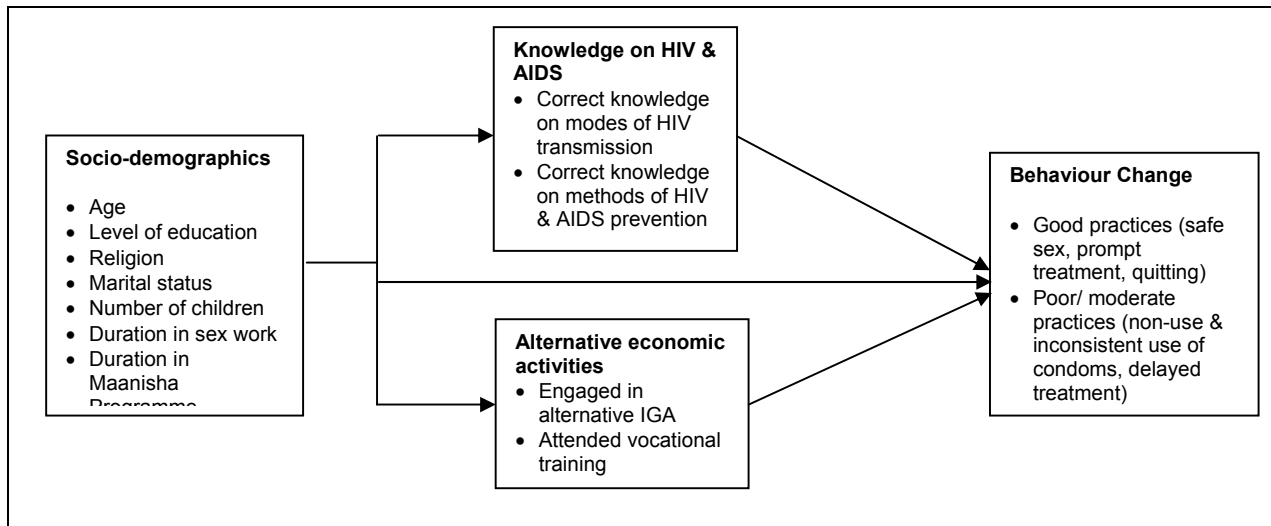 Socio-demographics
• Age
• Level of education
• Religion
• Marital status
• Number of children
• Duration in sex work
• Duration in
Maanisha
Knowledge on HIV &
AIDS
• Correct knowledge
on modes of HIV
transmission
• Correct knowledge
on methods of HIV
& AIDS prevention
Alternative economic
activities
• Engaged in
alternative IGA
• Attended vocational
training
Behaviour Change
• Good practices (safe
sex, prompt
treatment, quitting)
• Poor/ moderate
practices (non-use &
inconsistent use of
condoms, delayed
treatment)